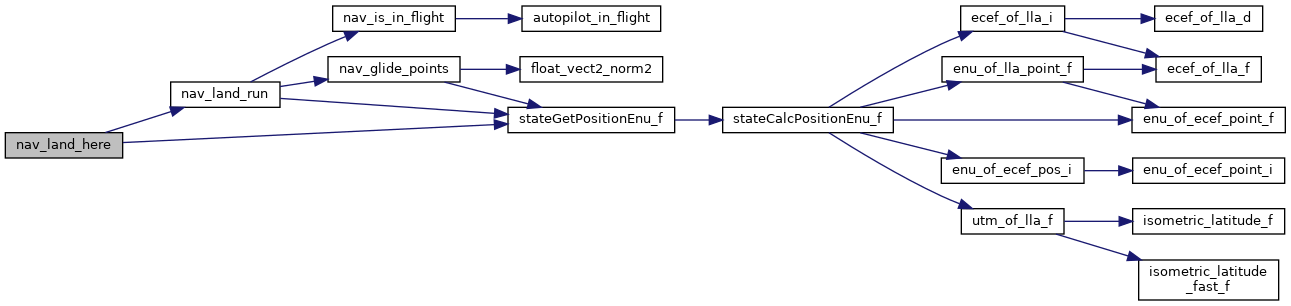 nav_land_here
nav_land_run
nav_is_in_flight
nav_glide_points
autopilot_in_flight
float_vect2_norm2
stateGetPositionEnu_f
stateCalcPositionEnu_f
ecef_of_lla_i
enu_of_lla_point_f
enu_of_ecef_pos_i
utm_of_lla_f
ecef_of_lla_d
ecef_of_lla_f
enu_of_ecef_point_f
enu_of_ecef_point_i
isometric_latitude_f
isometric_latitude
_fast_f